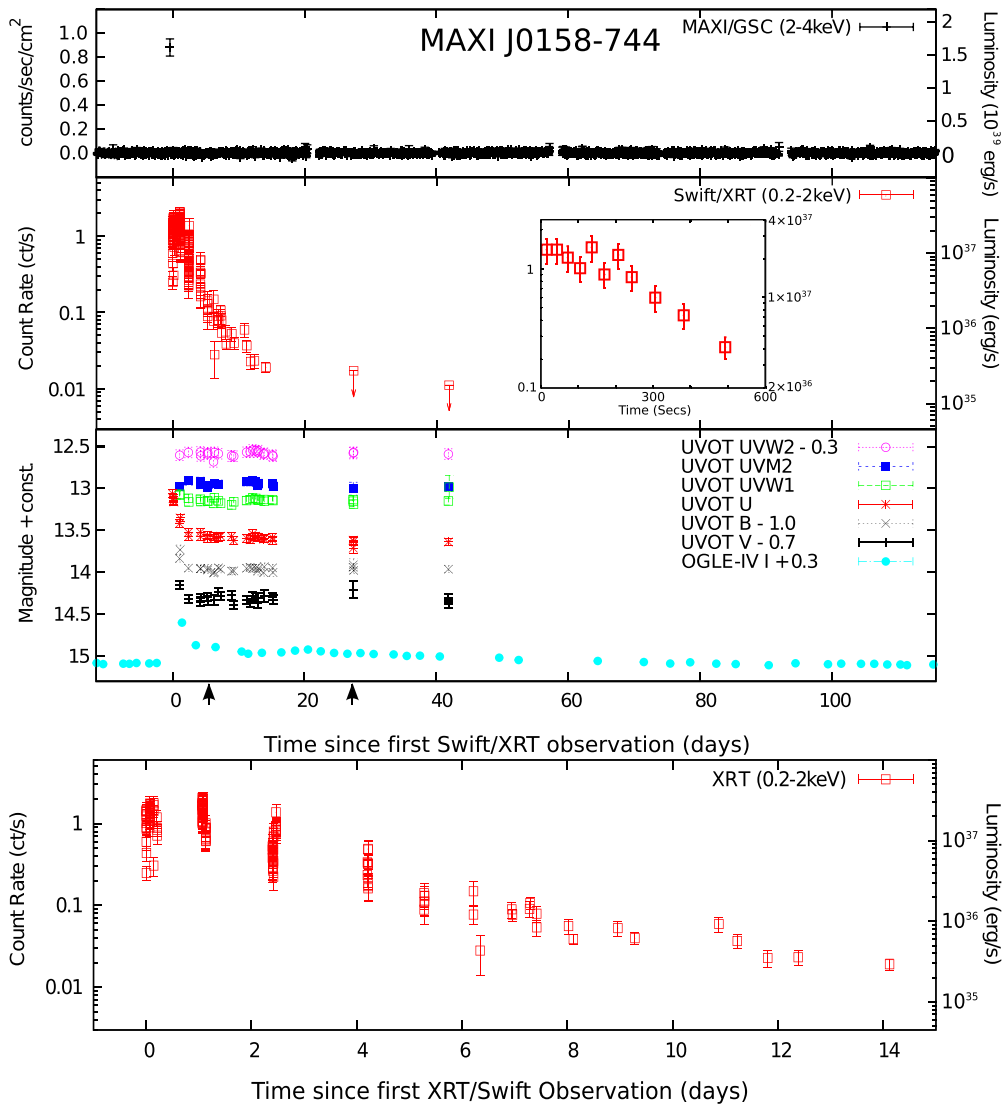 MAXI J0158-744
MAXI/GSC (2-4keV)
counts/sec/cm²
1.0
0.8
0.6
0.4
0.2
0.0
2
1.5
1
0.5
0
Luminosity (10³⁹ erg/s)
Swift/XRT (0.2-2keV)
Count Rate (ct/s)
1
0.1
0.01
10³⁷
10³⁶
10³⁵
Luminosity (erg/s)
1
0.1
4×10³⁷
1×10³⁷
2×10³⁶
0 300 600
Time (Secs)
Magnitude +const.
12.5
13
13.5
14
14.5
15
UVOT UVW2 - 0.3
UVOT UVM2
UVOT UVW1
UVOT U
UVOT B - 1.0
UVOT V - 0.7
OGLE-IV I +0.3
0 20 40 60 80 100
Time since first Swift/XRT observation (days)
XRT (0.2-2keV)
Count Rate (ct/s)
1
0.1
0.01
10³⁷
10³⁶
10³⁵
Luminosity (erg/s)
0 2 4 6 8 10 12 14
Time since first XRT/Swift Observation (days)